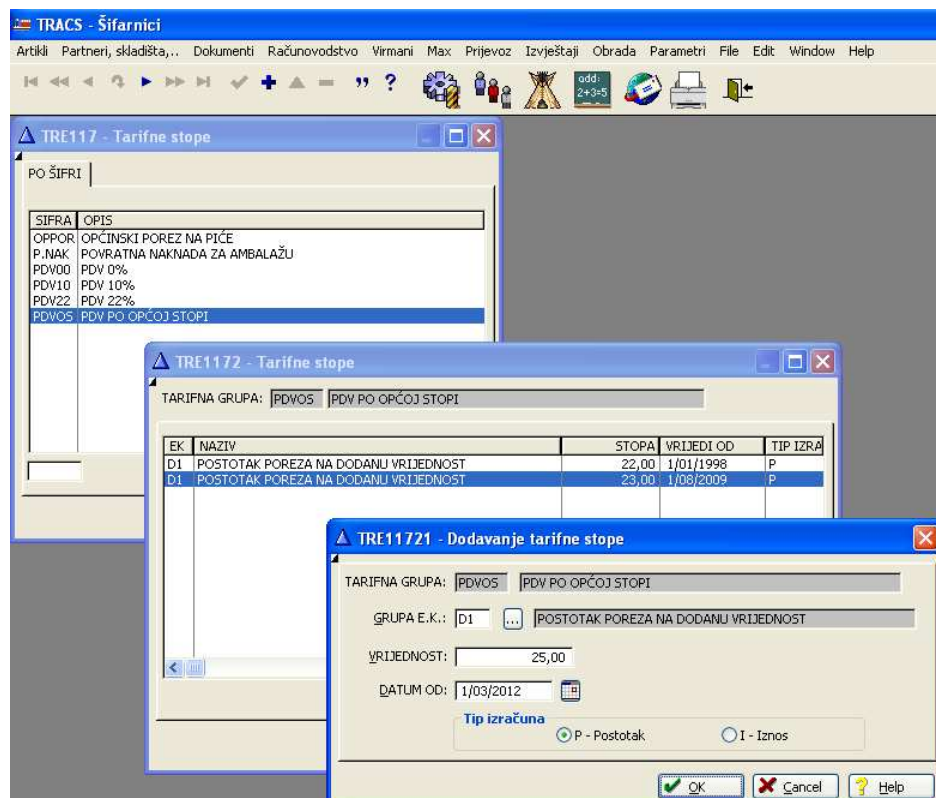 TRACS - Šifarnici
Artikli Partneri, skladišta,.. Dokumenti Računovodstvo Virmani Max Prijevoz Izvještaji Obrada Parametri File Edit Window Help
add:
2+3=5
TRE117 - Tarifne stope
PO ŠIFRI
SIFRA OPIS
OPPOR OPĆINSKI POREZ NA PIĆE
P.NAK POVRATNA NAKNADA ZA AMBALAŽU
PDV00 PDV 0%
PDV10 PDV 10%
PDV22 PDV 22%
PDVOS PDV PO OPĆOJ STOPI
TRE1172 - Tarifne stope
TARIFNA GRUPA: PDVOS PDV PO OPĆOJ STOPI
EK NAZIV STOPA VRIJEDI OD TIP IZRA
D1 POSTOTAK POREZA NA DODANU VRIJEDNOST 22,00 1/01/1998 P
D1 POSTOTAK POREZA NA DODANU VRIJEDNOST 23,00 1/08/2009 P
TRE11721 - Dodavanje tarifne stope
TARIFNA GRUPA: PDVOS PDV PO OPĆOJ STOPI
GRUPA E.K.: D1 ... POSTOTAK POREZA NA DODANU VRIJEDNOST
VRIJEDNOST: 25,00
DATUM OD: 1/03/2012
Tip izračuna
P - Postotak I - Iznos
OK Cancel Help